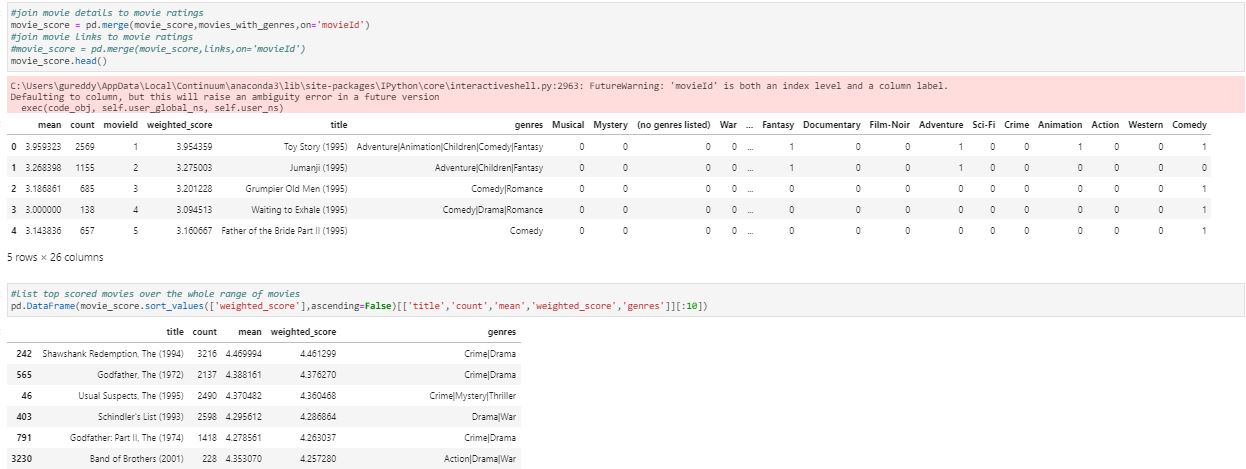 #join movie details to movie ratings
movie_score = pd.merge(movie_score,movies_with_genres,on='movieId')
#join movie links to movie ratings
#movie_score = pd.merge(movie_score,links,on='movieId')
movie_score.head()
C:\Users\gureddy\AppData\Local\Continuum\anaconda3\lib\site-packages\IPython\core\interactiveshell.py:2963: FutureWarning: 'movieId' is both an index level and a column label.
Defaulting to column, but this will raise an ambiguity error in a future version
exec(code_obj, self.user_global_ns, self.user_ns)
mean count movieId weighted_score title genres Musical Mystery (no genres listed) War ... Fantasy Documentary Film-Noir Adventure Sci-Fi Crime Animation Action Western Comedy
0 3.959323 2569 1 3.954359 Toy Story (1995) Adventure|Animation|Children|Comedy|Fantasy 0 0 0 0 ... 1 0 0 1 0 0 1 0 0 1
1 3.268398 1155 2 3.275003 Jumanji (1995) Adventure|Children|Fantasy 0 0 0 0 ... 1 0 0 1 0 0 0 0 0 0
2 3.186861 685 3 3.201228 Grumpier Old Men (1995) Comedy|Romance 0 0 0 0 ... 0 0 0 0 0 0 0 0 0 1
3 3.000000 138 4 3.094513 Waiting to Exhale (1995) Comedy|Drama|Romance 0 0 0 0 ... 0 0 0 0 0 0 0 0 0 1
4 3.143836 657 5 3.160667 Father of the Bride Part II (1995) Comedy 0 0 0 0 ... 0 0 0 0 0 0 0 0 0 1
5 rows × 26 columns
#List top scored movies over the whole range of movies
pd.DataFrame(movie_score.sort_values(['weighted_score'],ascending=False)[['title','count','mean','weighted_score','genres']][:10])
title count mean weighted_score genres
242 Shawshank Redemption, The (1994) 3216 4.469994 4.461299 Crime|Drama
565 Godfather, The (1972) 2137 4.388161 4.376270 Crime|Drama
46 Usual Suspects, The (1995) 2490 4.370482 4.360468 Crime|Mystery|Thriller
403 Schindler's List (1993) 2598 4.295612 4.286864 Drama|War
791 Godfather: Part II, The (1974) 1418 4.278561 4.263037 Crime|Drama
3230 Band of Brothers (2001) 228 4.353070 4.257280 Action|Drama|War